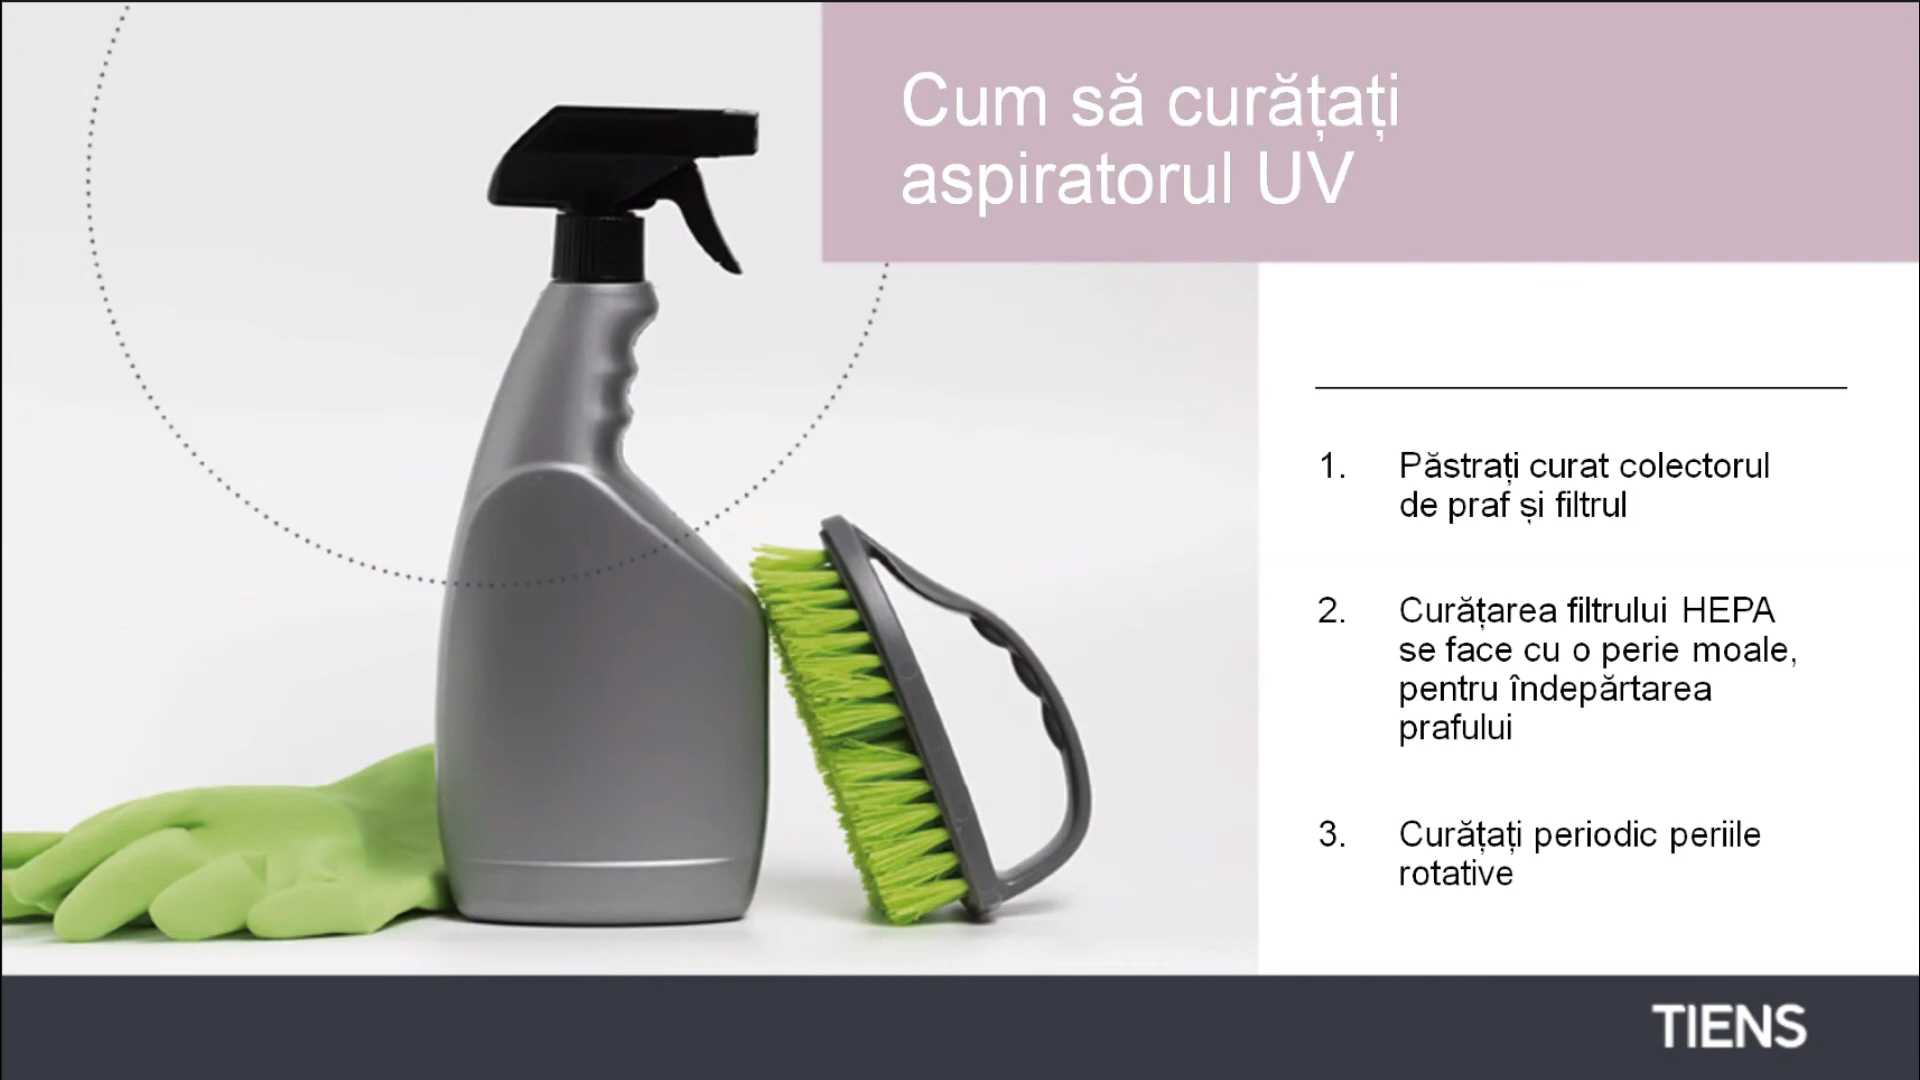 Cum să curățați
aspiratorul UV
1. Păstrați curat colectorul
de praf și filtrul
2. Curățarea filtrului HEPA
se face cu o perie moale,
pentru îndepărtarea
prafului
3. Curățați periodic periile
rotative
TIENS